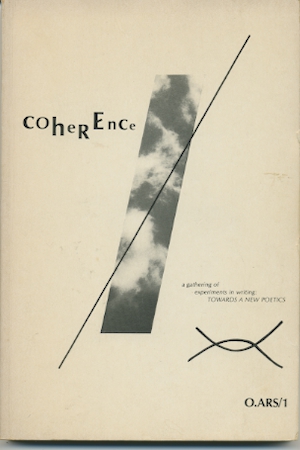 COheREnce
a gathering of
experiments in writing:
TOWARDS A NEW POETICS
O.ARS/1